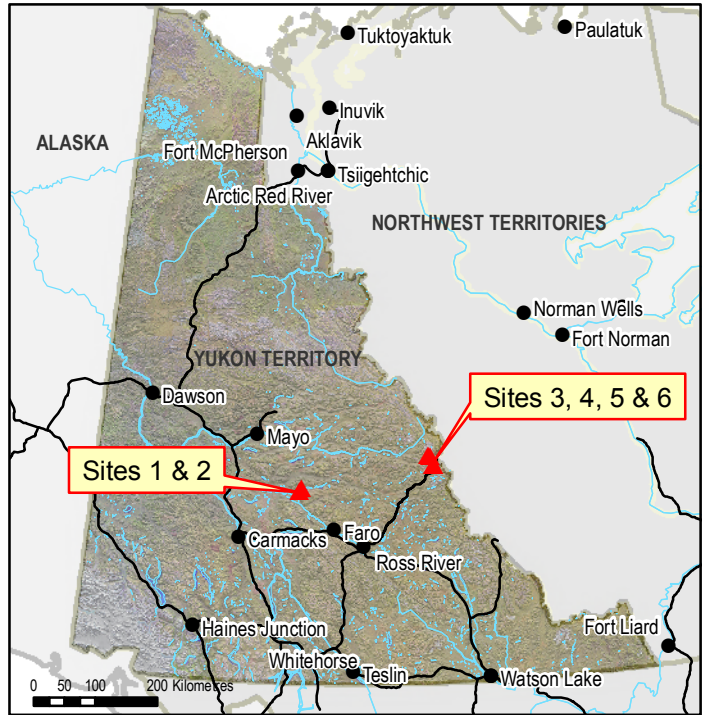 Tuktoyaktuk
Paulatuk
Inuvik
ALASKA
Aklavik
Fort McPherson
Tsiigehtchic
Arctic Red River
NORTHWEST TERRITORIES
Norman Wells
Fort Norman
YUKON TERRITORY
Dawson
Sites 3, 4, 5 & 6
Mayo
Sites 1 & 2
Faro
Carmacks
Ross River
Haines Junction
Fort Liard
Whitehorse
Teslin
Watson Lake
0 50 100 200 Kilometres